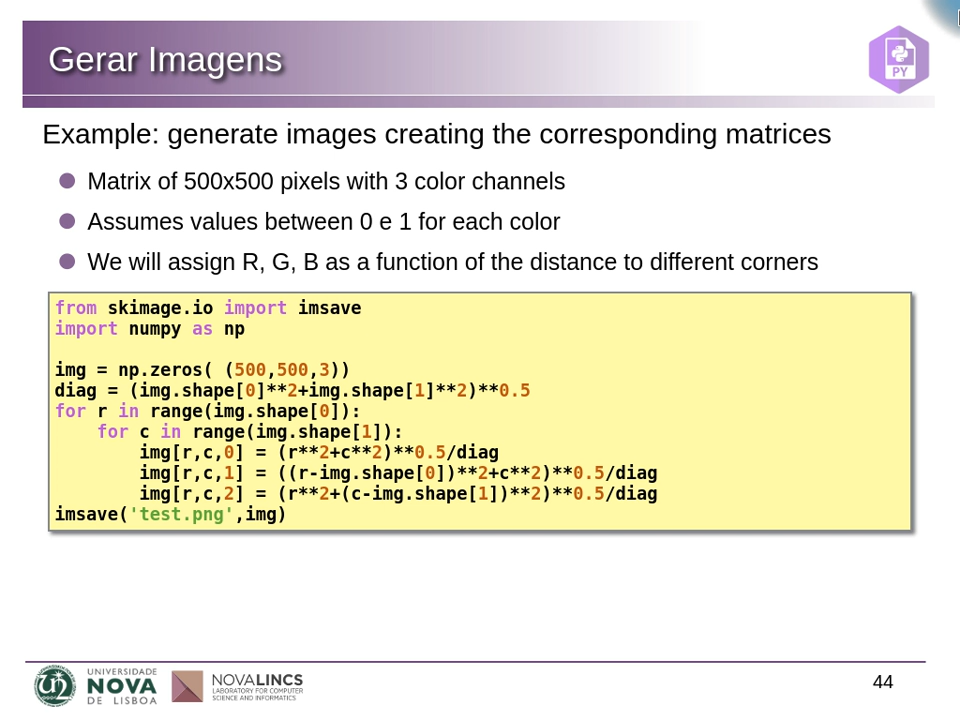 Gerar Imagens
PY
Example: generate images creating the corresponding matrices
Matrix of 500x500 pixels with 3 color channels
Assumes values between 0 e 1 for each color
We will assign R, G, B as a function of the distance to different corners
from skimage.io import imsave
import numpy as np
img = np.zeros( (500,500,3))
diag = (img.shape[0]**2+img.shape[1]**2)**0.5
for r in range(img.shape[0]):
    for c in range(img.shape[1]):
        img[r,c,0] = (r**2+c**2)**0.5/diag
        img[r,c,1] = ((r-img.shape[0])**2+c**2)**0.5/diag
        img[r,c,2] = (r**2+(c-img.shape[1])**2)**0.5/diag
imsave('test.png',img)
UNIVERSIDADE
NOVA
DE LISBOA
NOVALINCS
LABORATORY FOR COMPUTER
SCIENCE AND INFORMATICS
44